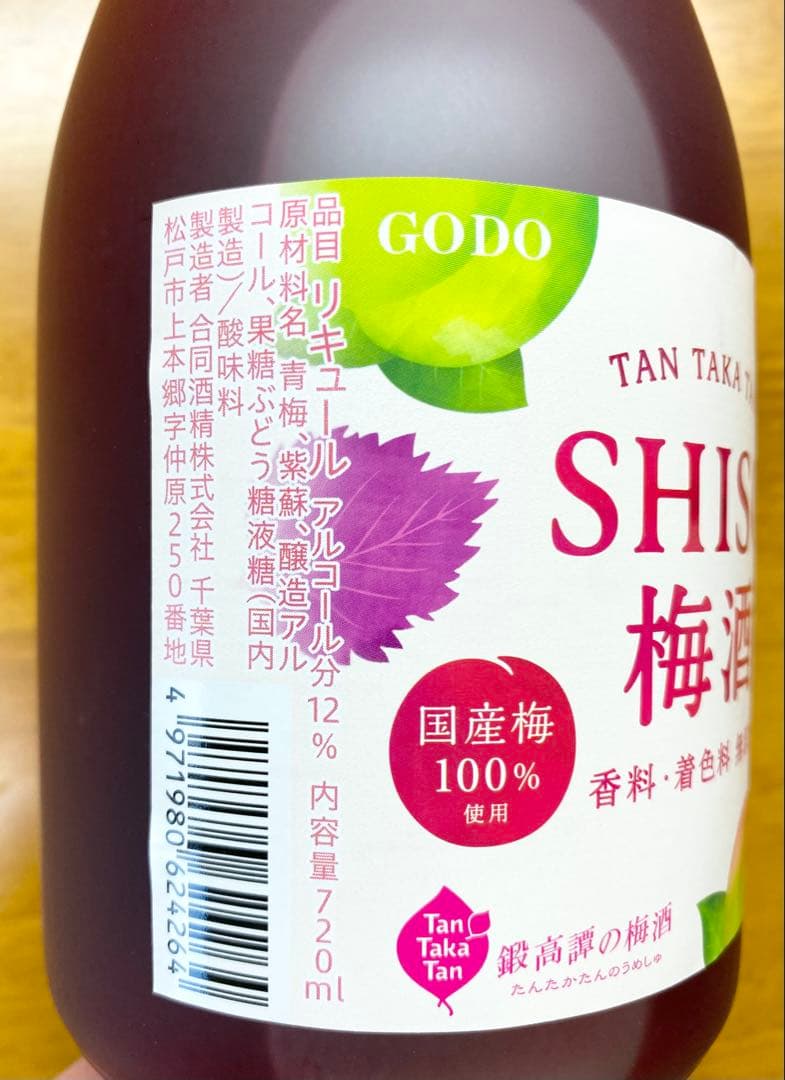 品目 リキュール アルコール分12% 内容量720ml
原材料名 青梅、紫蘇、醸造アル
コール、果糖ぶどう糖液糖(国内
製造)/酸味料
製造者 合同酒精株式会社 千葉県
松戸市上本郷字仲原250番地
4971980624264
GODO
TAN TAKA
SHIS
梅酒
国産梅
100%
使用
香料・着色料
Tan
Taka
Tan
鍛高譚の梅酒
たんたかたんのうめしゅ